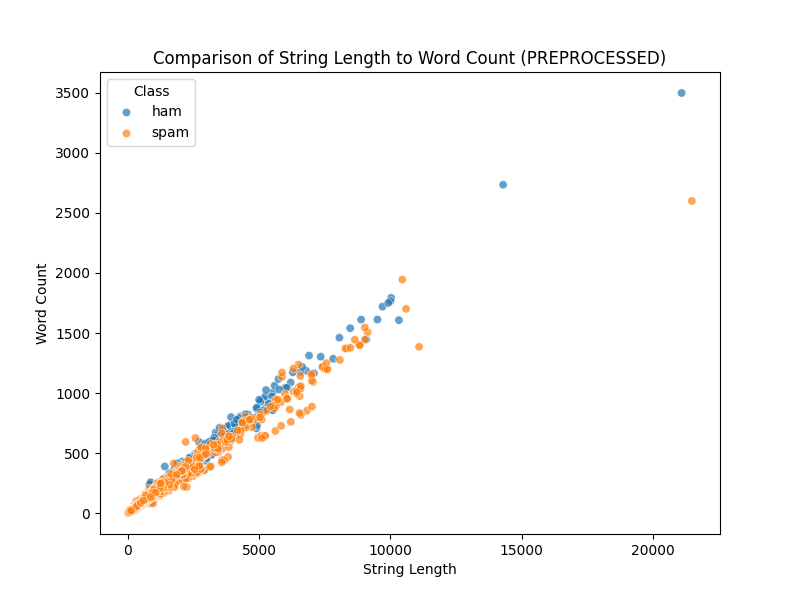 Comparison of String Length to Word Count (PREPROCESSED)
Class
ham
spam
Word Count
3500
3000
2500
2000
1500
1000
500
0
0 5000 10000 15000 20000
String Length